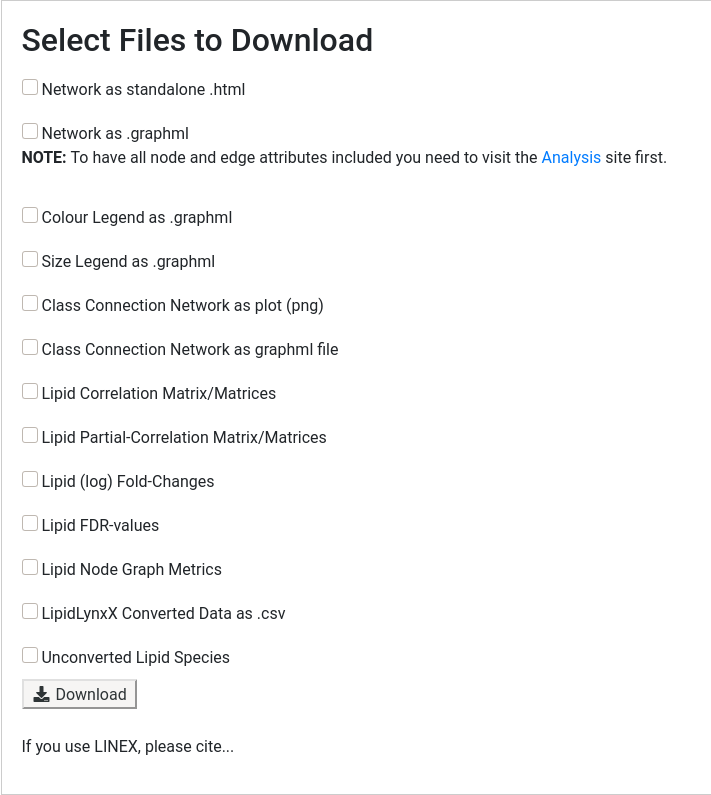 Select Files to Download
Network as standalone .html
Network as .graphml
NOTE: To have all node and edge attributes included you need to visit the Analysis site first.
Colour Legend as .graphml
Size Legend as .graphml
Class Connection Network as plot (png)
Class Connection Network as graphml file
Lipid Correlation Matrix/Matrices
Lipid Partial-Correlation Matrix/Matrices
Lipid (log) Fold-Changes
Lipid FDR-values
Lipid Node Graph Metrics
LipidLynxX Converted Data as .csv
Unconverted Lipid Species
Download
If you use LINEX, please cite...